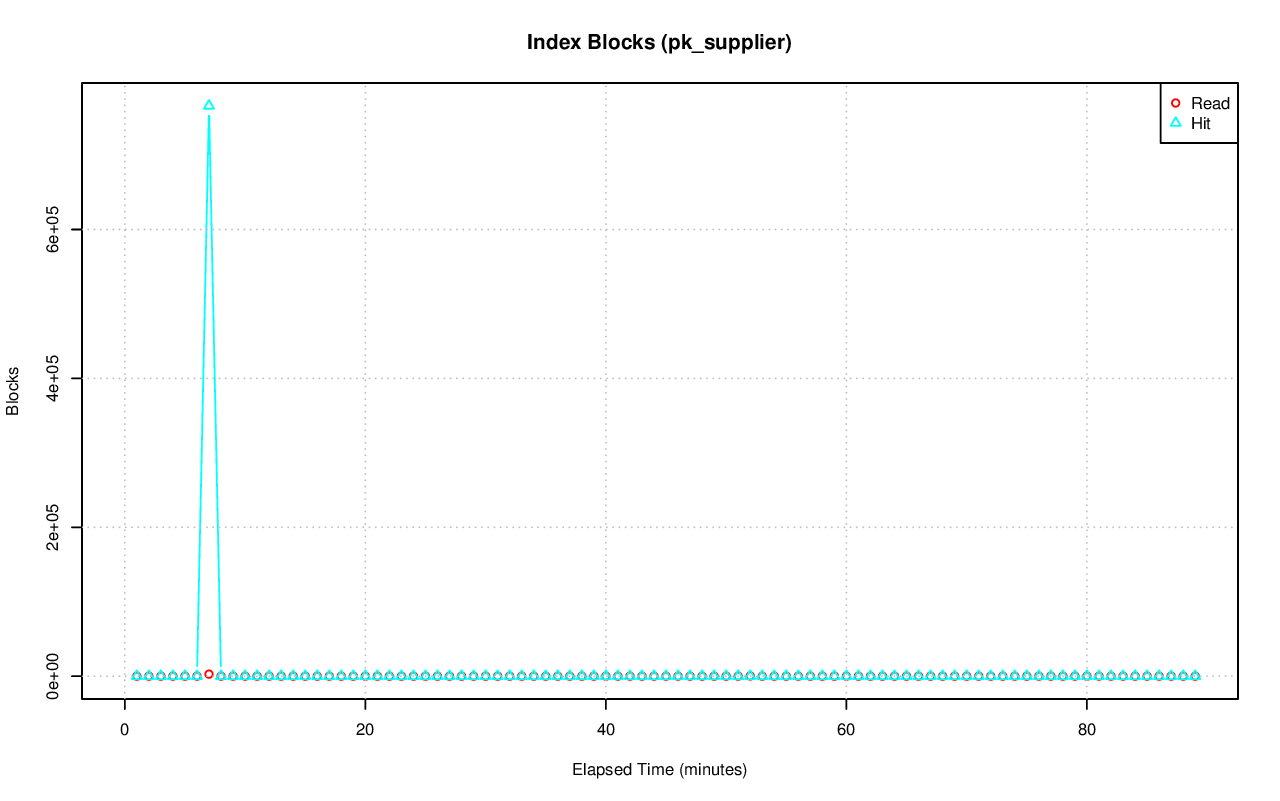 Index Blocks (pk_supplier)
Read
Hit
Blocks
6e+05
4e+05
2e+05
0e+00
0 20 40 60 80
Elapsed Time (minutes)